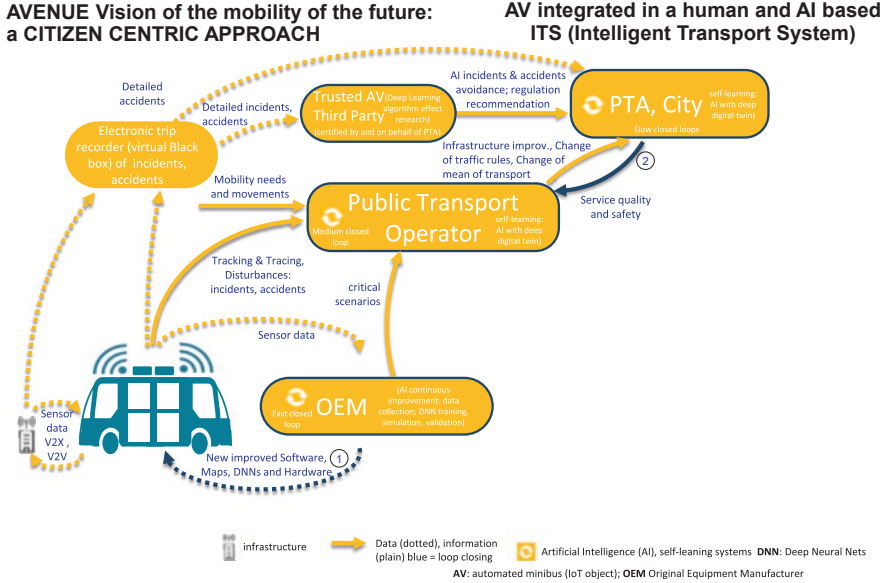 AVENUE Vision of the mobility of the future:
a CITIZEN CENTRIC APPROACH
AV integrated in a human and AI based
ITS (Intelligent Transport System)
Detailed
accidents
Detailed incidents,
accidents
Trusted AV (Deep Learning
algorithm effect
Third Party research)
(certified by and on behalf of PTA)
AI incidents & accidents
avoidance; regulation
recommendation
PTA, City
self-learning:
AI with deep
digital twin)
Slow closed loops
Electronic trip
recorder (virtual Black
box) of incidents,
accidents
Infrastructure improv., Change
of traffic rules, Change of
mean of transport
2
Service quality
and safety
Mobility needs
and movements
Public Transport
Operator
Medium closed
loop
self-learning:
AI with deep
digital twin)
Tracking & Tracing,
Disturbances:
incidents, accidents
critical
scenarios
Sensor data
OEM
Fast closed
loop
(AI continuous
improvement: data
collection; DNN training,
simulation, validation)
Sensor
data
V2X ,
V2V
New improved Software,
Maps, DNNs and Hardware
1
infrastructure
Data (dotted), information
(plain) blue = loop closing
Artificial Intelligence (AI), self-leaning systems DNN: Deep Neural Nets
AV: automated minibus (IoT object); OEM Original Equipment Manufacturer